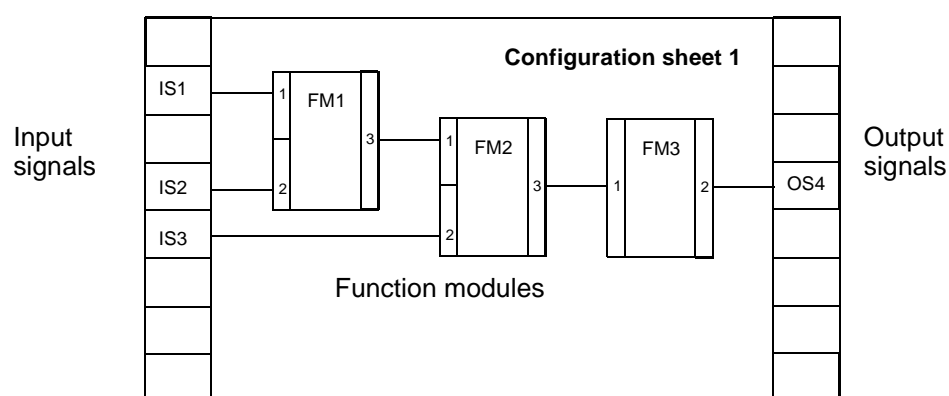 Configuration sheet 1
Input
signals
IS1
IS2
IS3
1
2
FM1
3
1
2
FM2
3
1
FM3
2
OS4
Output
signals
Function modules